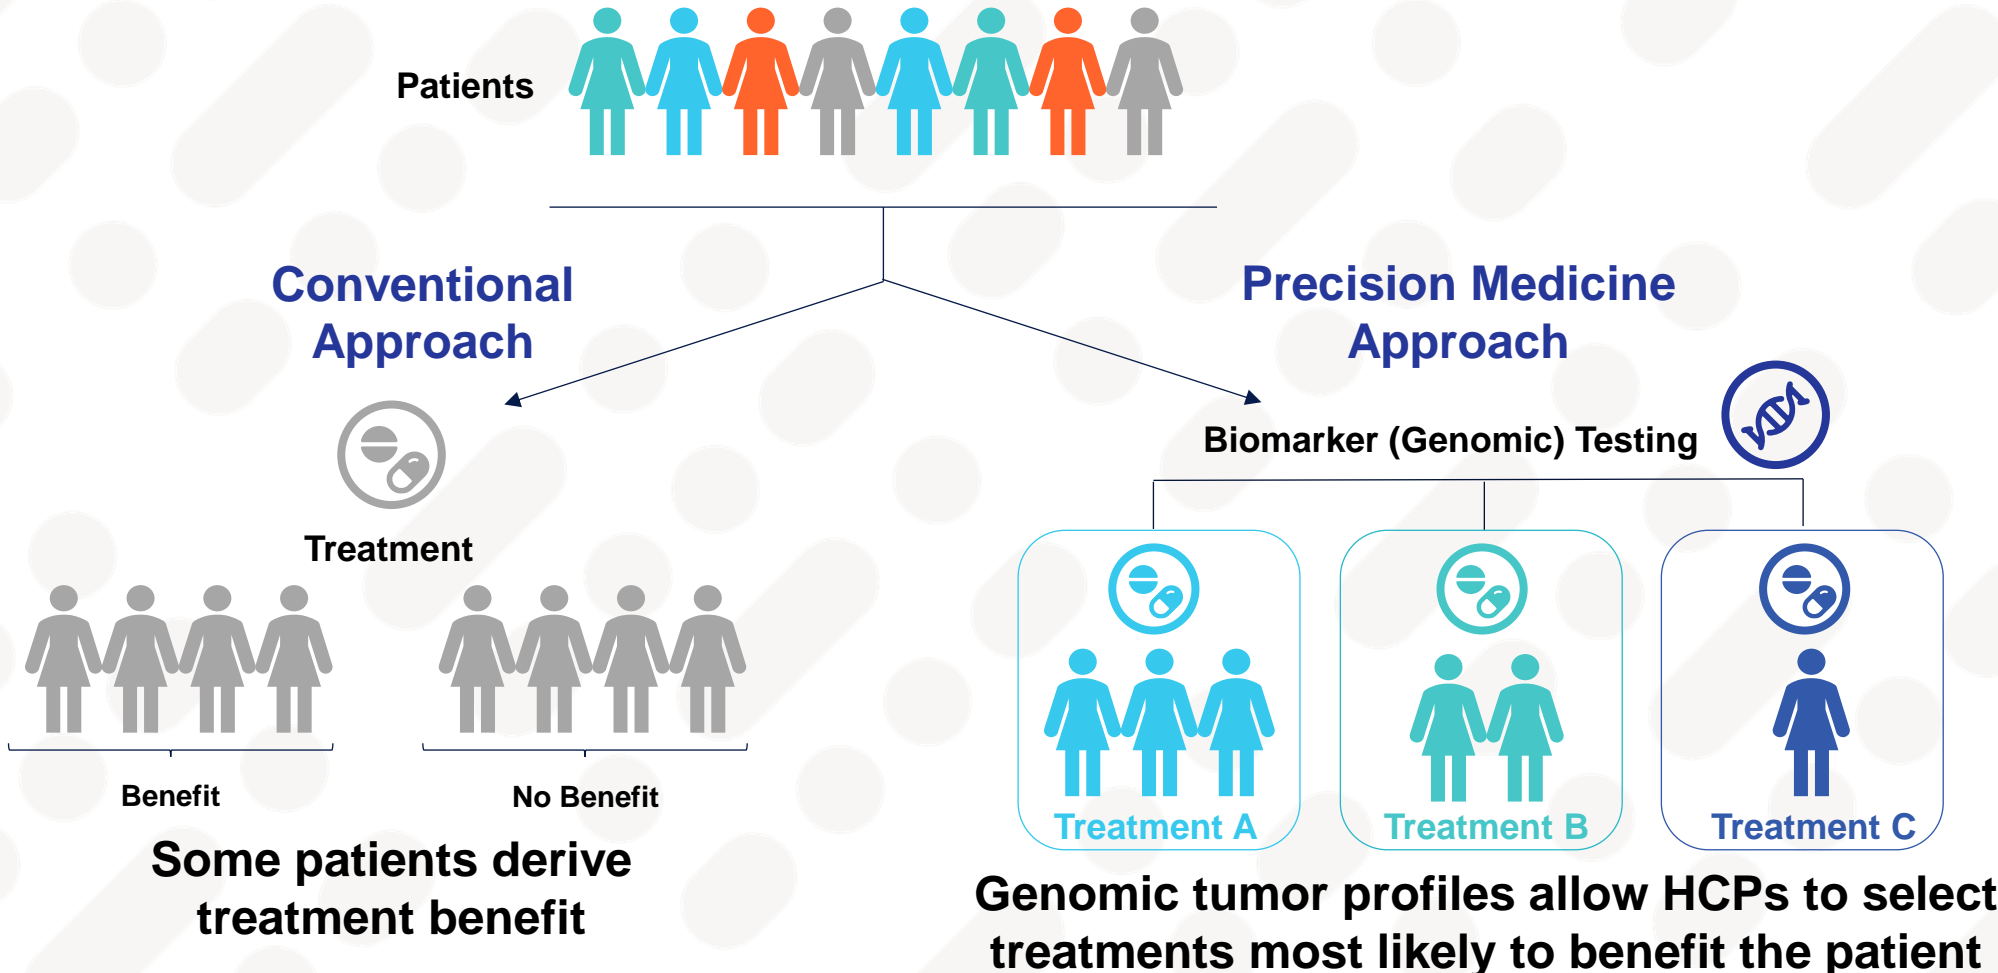 Patients
Conventional
Approach
Treatment
Benefit
No Benefit
Some patients derive
treatment benefit
Precision Medicine
Approach
Biomarker (Genomic) Testing
Treatment A
Treatment B
Treatment C
Genomic tumor profiles allow HCPs to select
treatments most likely to benefit the patient